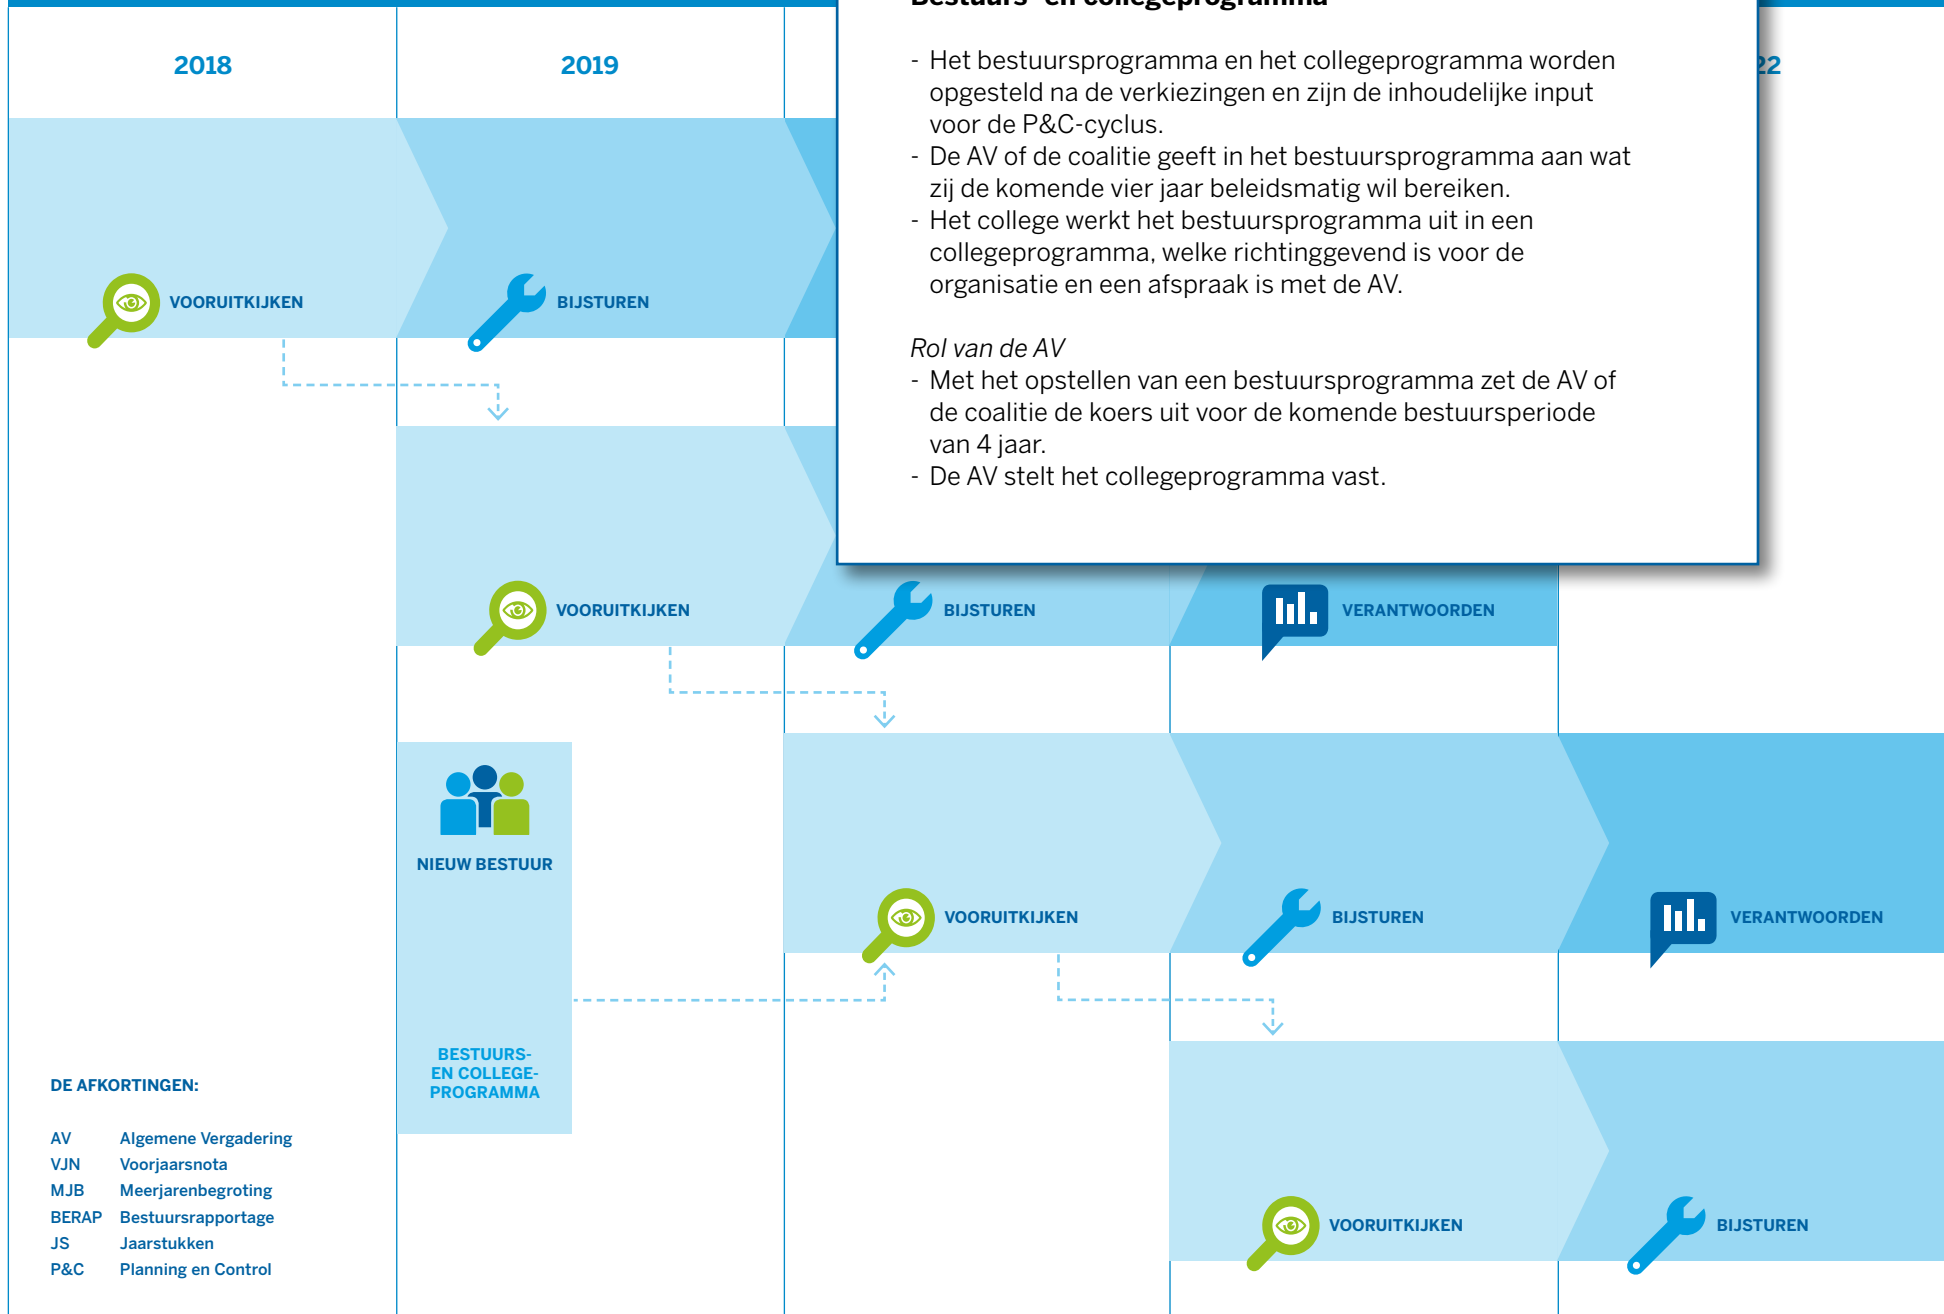 Bestuurs- en collegeprogramma
2018
2019
22
- Het bestuursprogramma en het collegeprogramma worden
opgesteld na de verkiezingen en zijn de inhoudelijke input
voor de P&C-cyclus.
- De AV of de coalitie geeft in het bestuursprogramma aan wat
zij de komende vier jaar beleidsmatig wil bereiken.
- Het college werkt het bestuursprogramma uit in een
collegeprogramma, welke richtinggevend is voor de
organisatie en een afspraak is met de AV.
Rol van de AV
- Met het opstellen van een bestuursprogramma zet de AV of
de coalitie de koers uit voor de komende bestuursperiode
van 4 jaar.
- De AV stelt het collegeprogramma vast.
VOORUITKIJKEN
BIJSTUREN
VOORUITKIJKEN
BIJSTUREN
VERANTWOORDEN
NIEUW BESTUUR
BESTUURS-
EN COLLEGE-
PROGRAMMA
VOORUITKIJKEN
BIJSTUREN
VERANTWOORDEN
VOORUITKIJKEN
BIJSTUREN
DE AFKORTINGEN:
AV Algemene Vergadering
VJN Voorjaarsnota
MJB Meerjarenbegroting
BERAP Bestuursrapportage
JS Jaarstukken
P&C Planning en Control